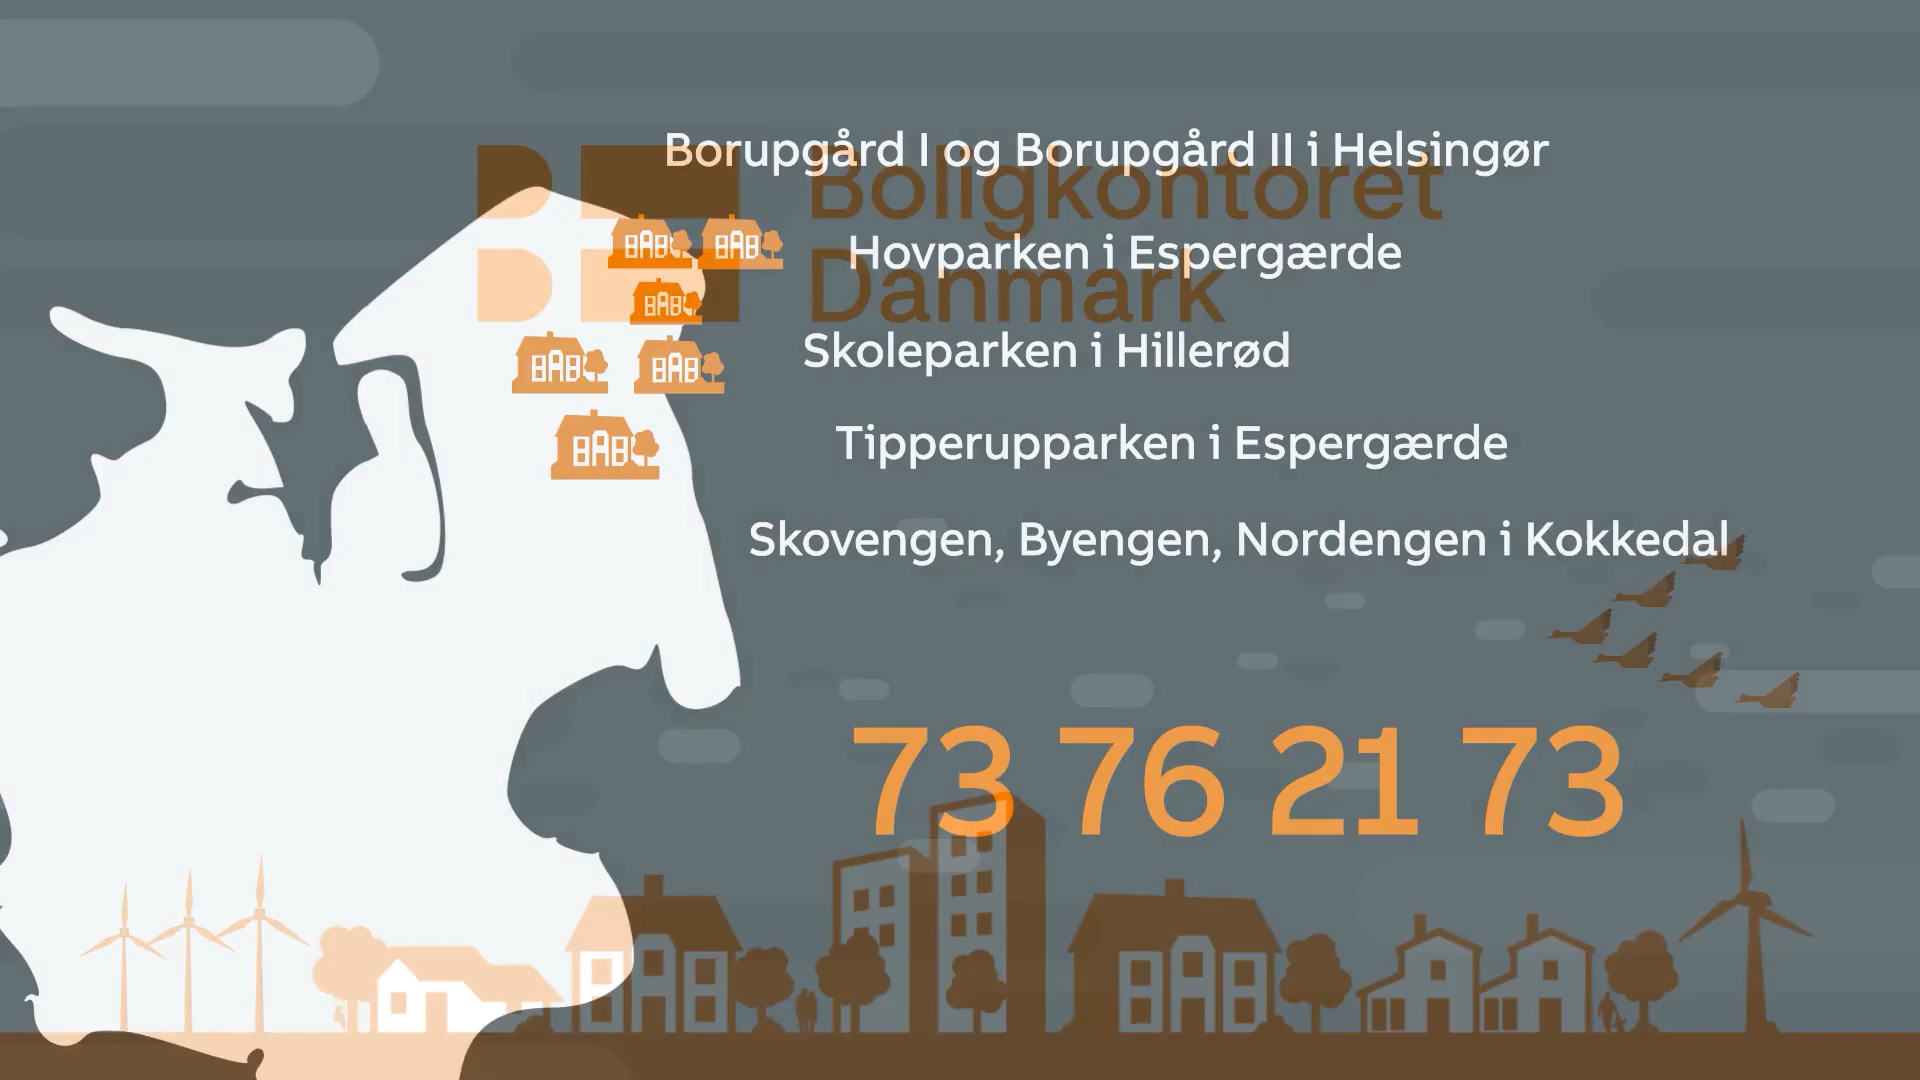 Borupgård I og Borupgård II i Helsingør
Boligkontoret
Danmark
Hovparken i Espergærde
Skoleparken i Hillerød
Tipperupparken i Espergærde
Skovengen, Byengen, Nordengen i Kokkedal
73 76 21 73